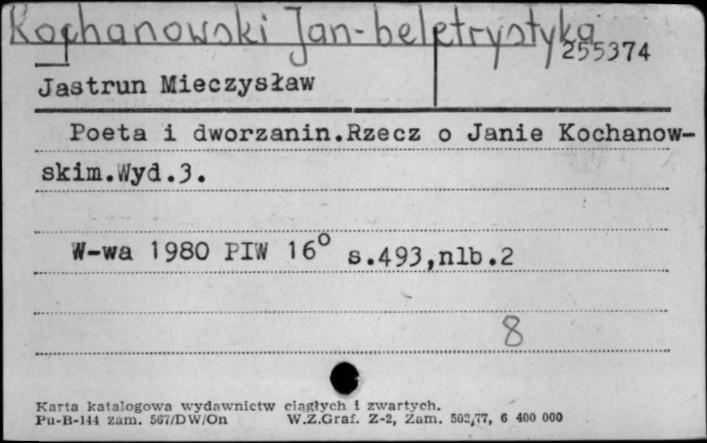 Kochanowski Jan-beletrystyka
255374
Jastrun Mieczysław
Poeta i dworzanin.Rzecz o Janie Kochanow-
skim.Wyd.3.
W-wa 1980 PIW 16° s.493,nlb.2
8
Karta katalogowa wydawnictw ciągłych i zwartych.
Pu-B-144 zam. 567/DW/On W.Z.Graf. Z-2, Zam. 502/77, 6 400 000